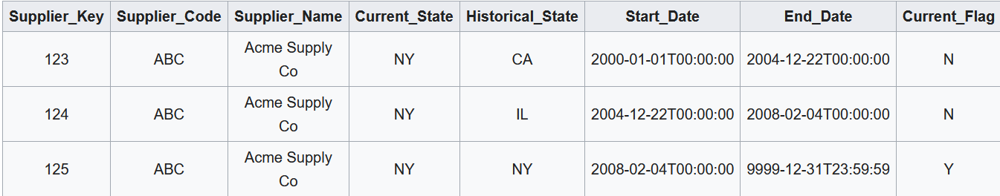 Supplier_Key Supplier_Code Supplier_Name Current_State Historical_State Start_Date End_Date Current_Flag
123 ABC Acme Supply Co NY CA 2000-01-01T00:00:00 2004-12-22T00:00:00 N
124 ABC Acme Supply Co NY IL 2004-12-22T00:00:00 2008-02-04T00:00:00 N
125 ABC Acme Supply Co NY NY 2008-02-04T00:00:00 9999-12-31T23:59:59 Y